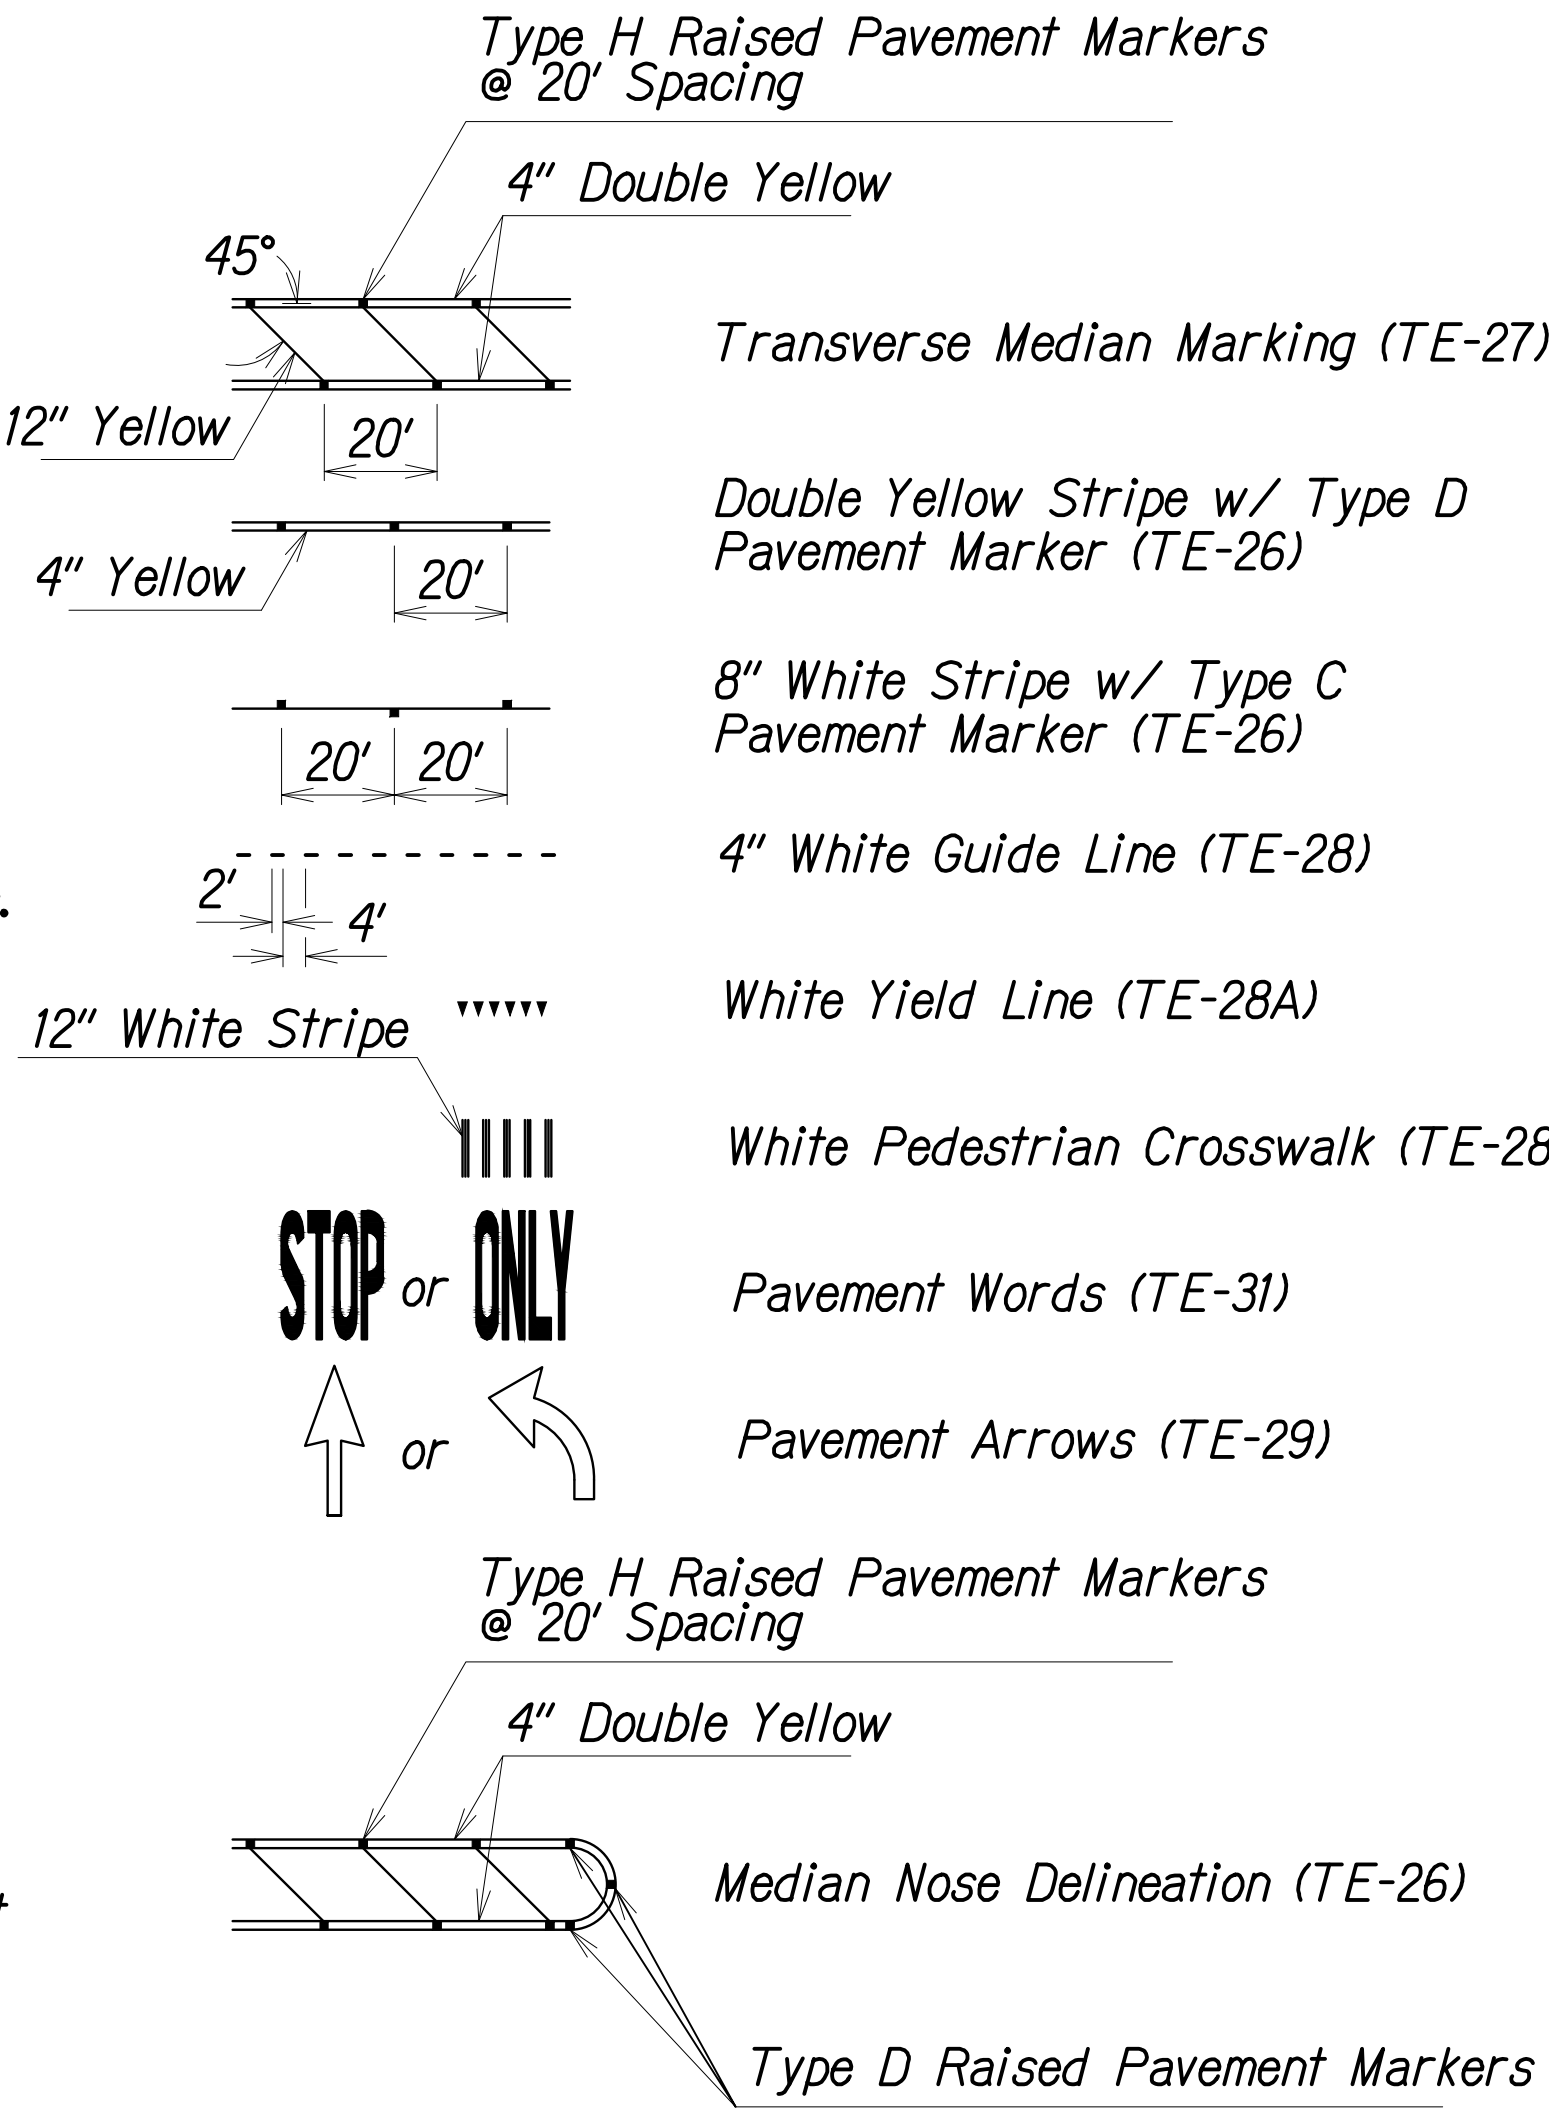 Type H Raised Pavement Markers
@ 20' Spacing
4" Double Yellow
45°
Transverse Median Marking (TE-27)
12" Yellow
20'
Double Yellow Stripe w/ Type D
Pavement Marker (TE-26)
4" Yellow
20'
8" White Stripe w/ Type C
Pavement Marker (TE-26)
20' 20'
4" White Guide Line (TE-28)
2'
4'
White Yield Line (TE-28A)
12" White Stripe
White Pedestrian Crosswalk (TE-28
STOP or ONLY
Pavement Words (TE-31)
or
Pavement Arrows (TE-29)
Type H Raised Pavement Markers
@ 20' Spacing
4" Double Yellow
Median Nose Delineation (TE-26)
Type D Raised Pavement Markers